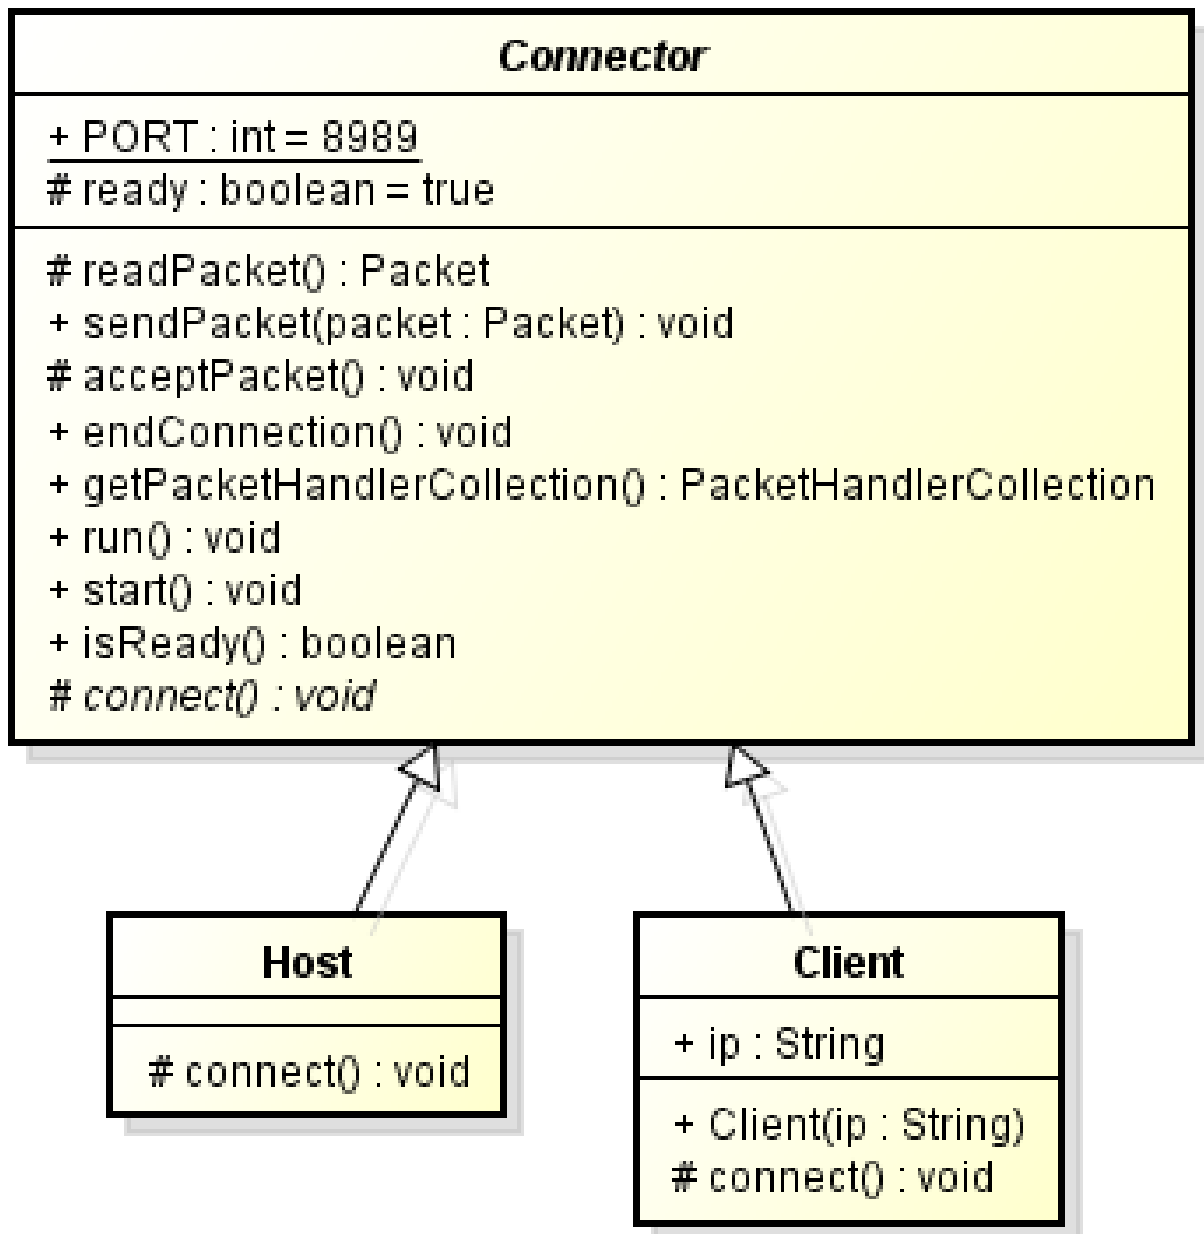 Connector
+ PORT : int = 8989
# ready : boolean = true
# readPacket() : Packet
+ sendPacket(packet : Packet) : void
# acceptPacket() : void
+ endConnection() : void
+ getPacketHandlerCollection() : PacketHandlerCollection
+ run() : void
+ start() : void
+ isReady() : boolean
# connect() : void
Host
# connect() : void
Client
+ ip : String
+ Client(ip : String)
# connect() : void